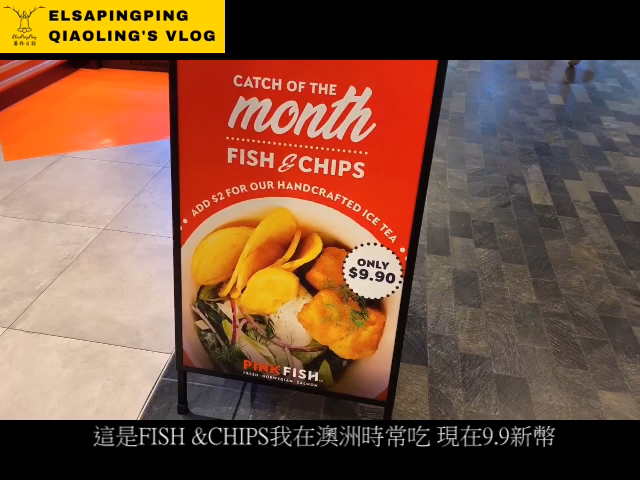 ELSAPINGPING
QIAOLING'S VLOG
CATCH OF THE
month
FISH & CHIPS
ADD $2 FOR OUR HANDCRAFTED ICE TEA
ONLY
$9.90
PINKFISH
FRESH · NORWEGIAN · SALMON
這是FISH &CHIPS我在澳洲時常吃 現在9.9新幣